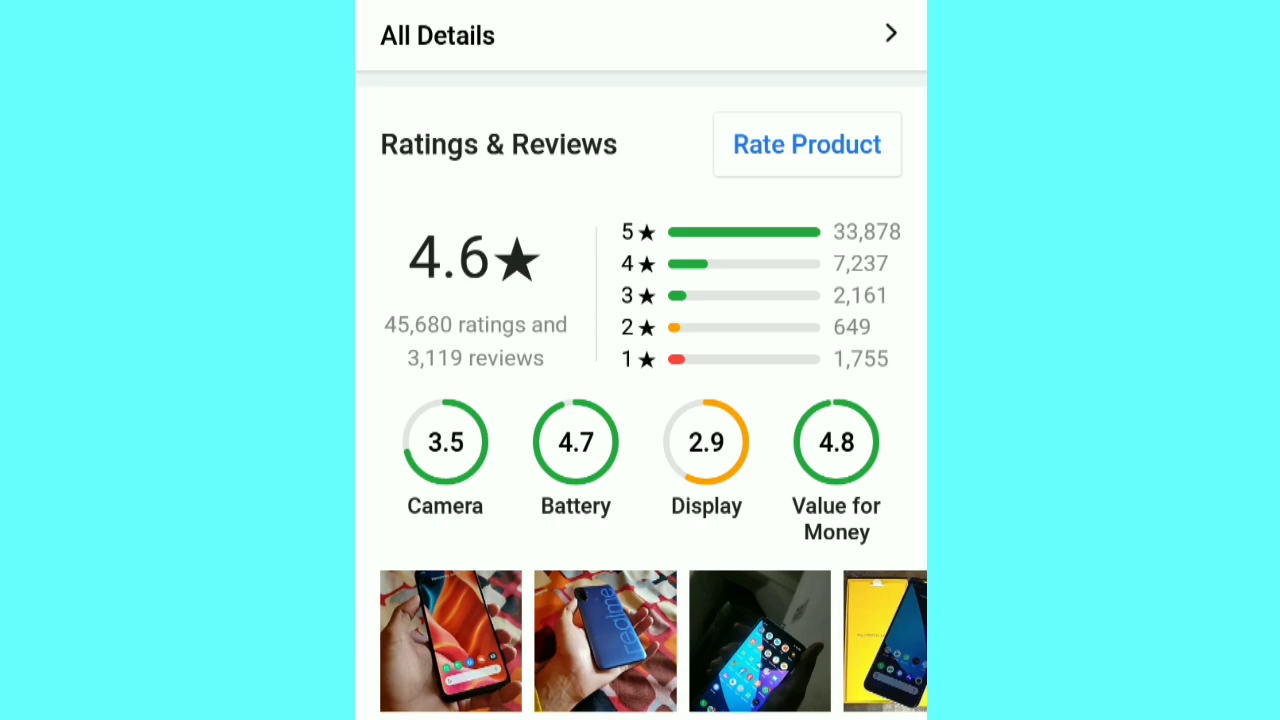 All Details
Ratings & Reviews
Rate Product
4.6★
45,680 ratings and
3,119 reviews
5★ 33,878
4★ 7,237
3★ 2,161
2★ 649
1★ 1,755
3.5 4.7 2.9 4.8
Camera Battery Display Value for
Money
realme